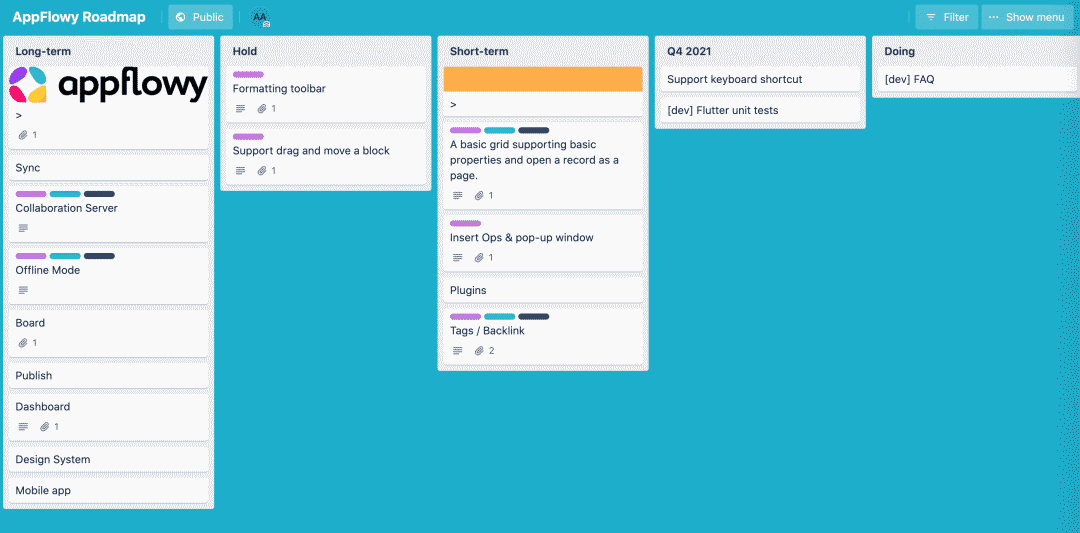 AppFlowy Roadmap
Public
AA
Filter
Show menu
Long-term
appflowy
>
1
Sync
Collaboration Server
Offline Mode
Board
1
Publish
Dashboard
1
Design System
Mobile app
Hold
Formatting toolbar
1
Support drag and move a block
1
Short-term
>
A basic grid supporting basic
properties and open a record as a
page.
1
Insert Ops & pop-up window
1
Plugins
Tags / Backlink
2
Q4 2021
Support keyboard shortcut
[dev] Flutter unit tests
Doing
[dev] FAQ